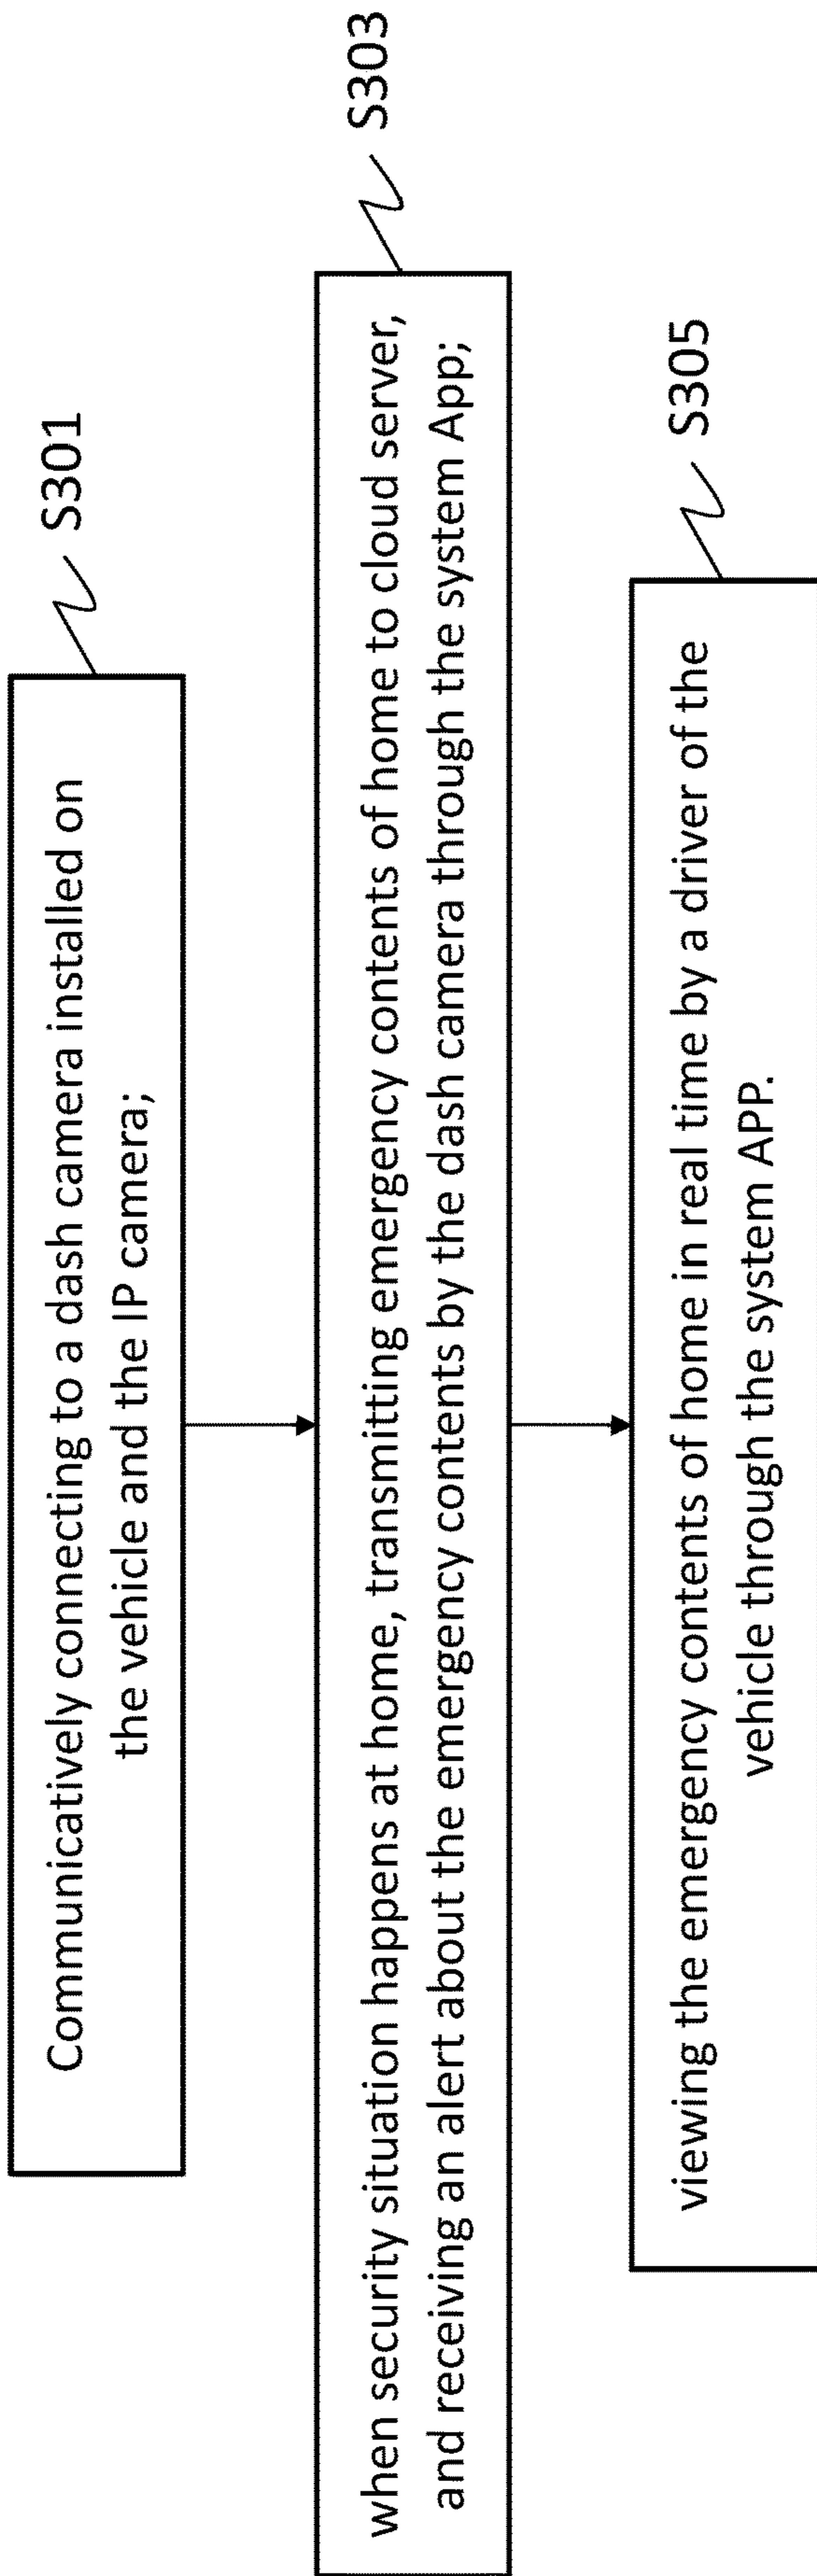 Communicatively connecting to a dash camera installed on
the vehicle and the IP camera;
S301
when security situation happens at home, transmitting emergency contents of home to cloud server,
and receiving an alert about the emergency contents by the dash camera through the system App;
S303
viewing the emergency contents of home in real time by a driver of the
vehicle through the system APP.
S305